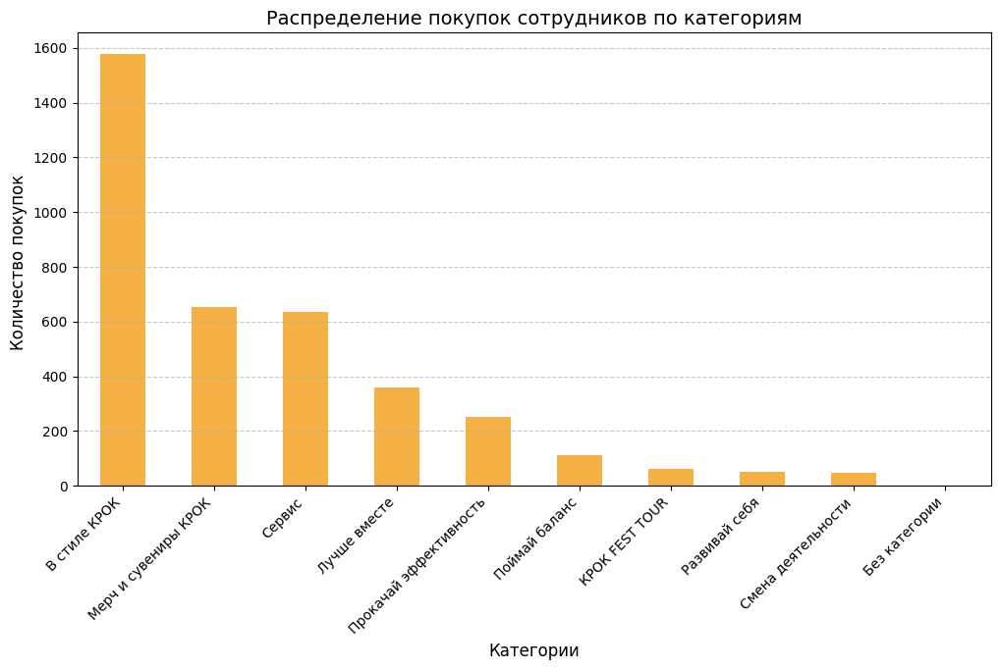 Распределение покупок сотрудников по категориям
Количество покупок
1600
1400
1200
1000
800
600
400
200
0
В стиле КРОК
Мерч и сувениры КРОК
Сервис
Лучше вместе
Прокачай эффективность
Поймай баланс
КРОК FEST TOUR
Развивай себя
Смена деятельности
Без категории
Категории